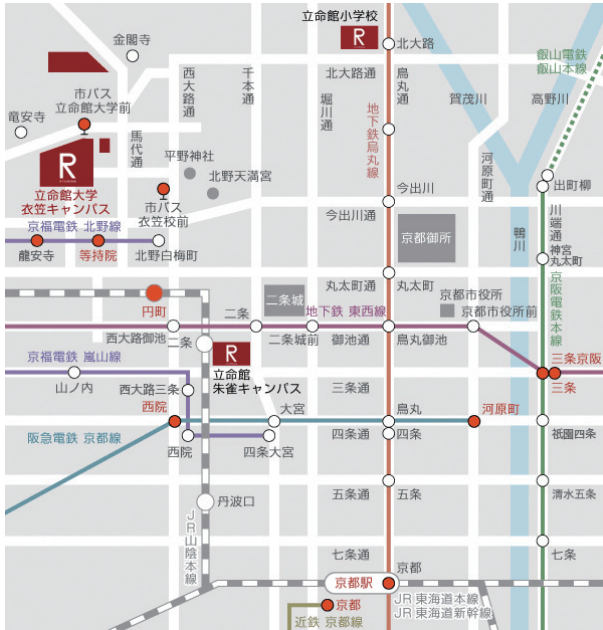 立命館小学校
R
北大路
金閣寺
市バス
立命館大学前
竜安寺
西大路通
千本通
馬代通
北大路通
堀川通
烏丸通
地下鉄烏丸線
賀茂川
高野川
叡山電鉄
叡山本線
R
立命館大学
衣笠キャンパス
平野神社
北野天満宮
市バス
衣笠校前
今出川
今出川通
河原町通
出町柳
川端通
京福電鉄 北野線
龍安寺
等持院
北野白梅町
京都御所
鴨川
神宮
丸太町
丸太町通
丸太町
京阪電鉄本線
円町
二条城
京都市役所
京都市役所前
二条
地下鉄 東西線
西大路御池
二条城前
御池通
烏丸御池
二条
R
立命館
朱雀キャンパス
京福電鉄 嵐山線
山ノ内
西大路三条
三条通
三条京阪
三条
西院
大宮
烏丸
河原町
阪急電鉄 京都線
西院
四条大宮
四条通
四条
祇園四条
丹波口
五条通
五条
清水五条
JR山陰本線
七条通
七条
京都
京都駅
京都
近鉄 京都線
JR東海道本線
JR東海道新幹線